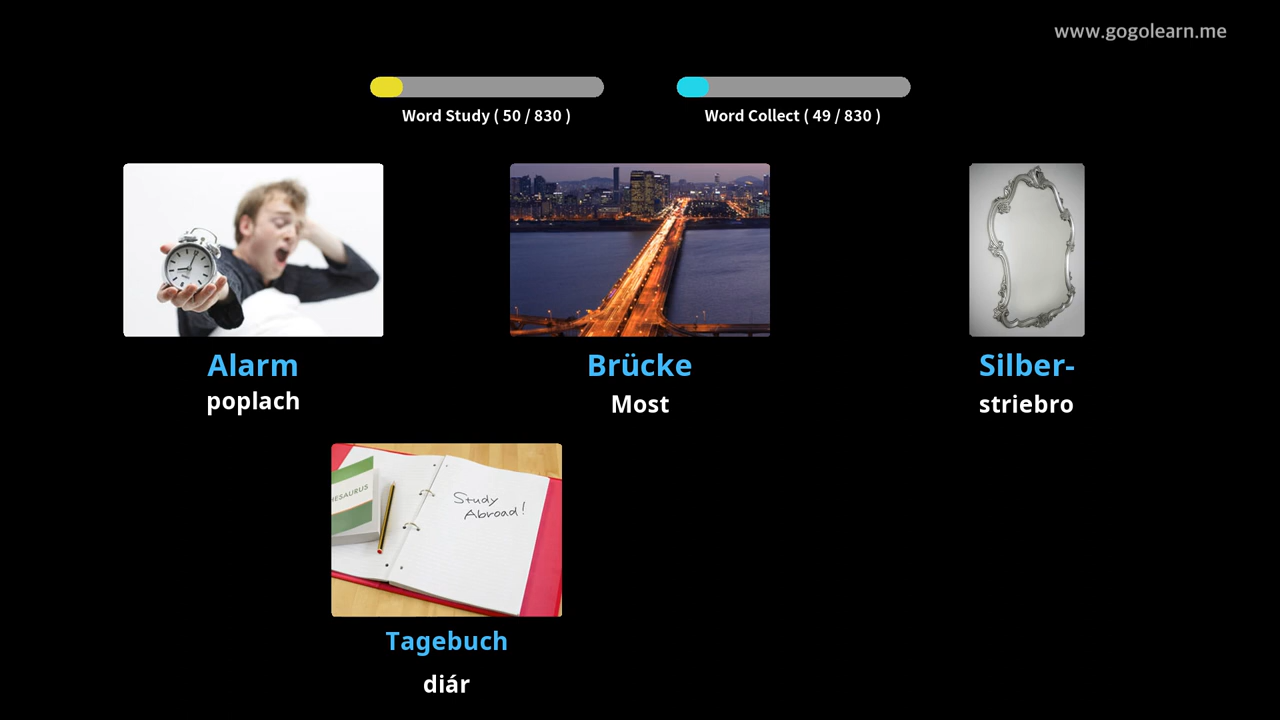 www.gogolearn.me
Word Study ( 50 / 830 )
Word Collect ( 49 / 830 )
Alarm
poplach
Brücke
Most
Silber-
striebro
HESAURUS
Study
Abroad!
Tagebuch
diár